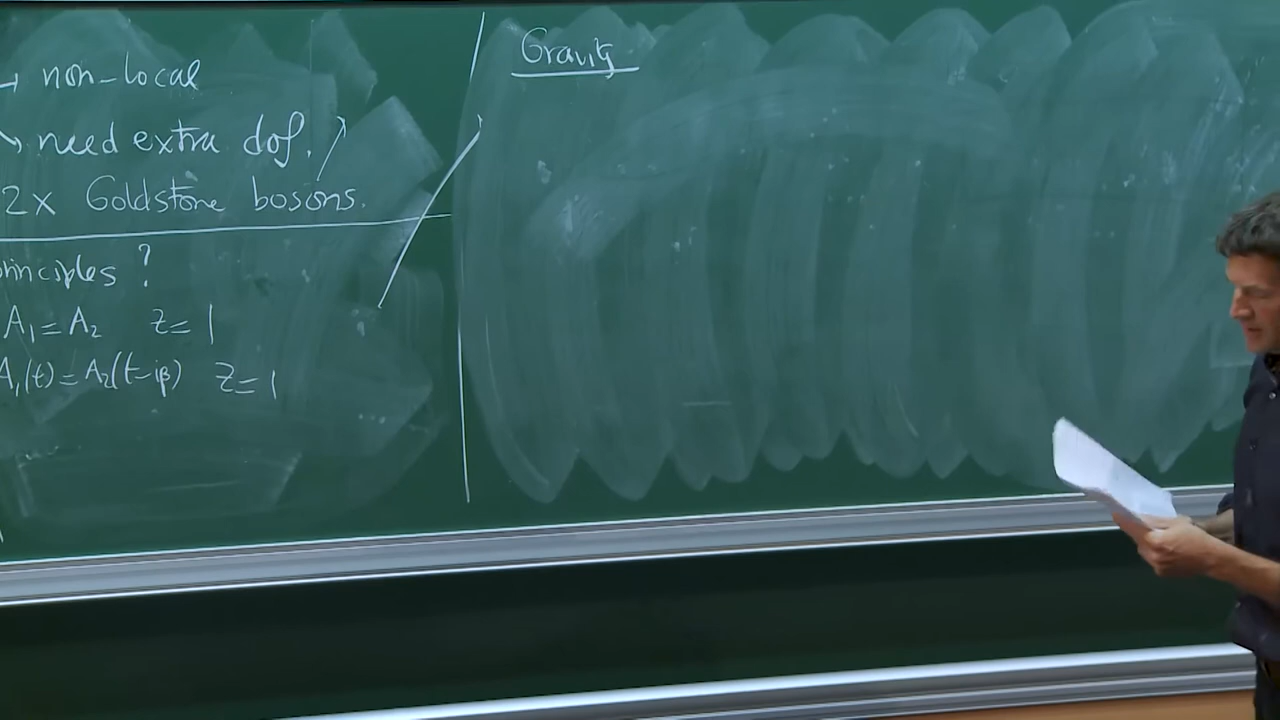 → non-local
↘ need extra dof.
2x Goldstone bosons.
principles ?
A₁ = A₂ z = 1
A₁(t) = A₂(t-iβ) z = 1
Gravity